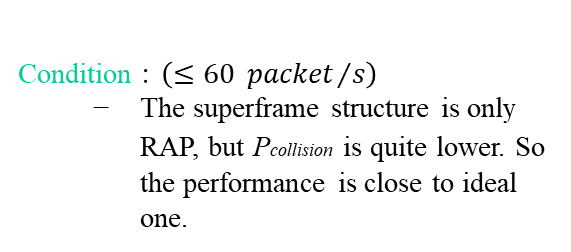 Condition : (≤ 60 packet/s)
– The superframe structure is only
RAP, but Pcollision is quite lower. So
the performance is close to ideal
one.